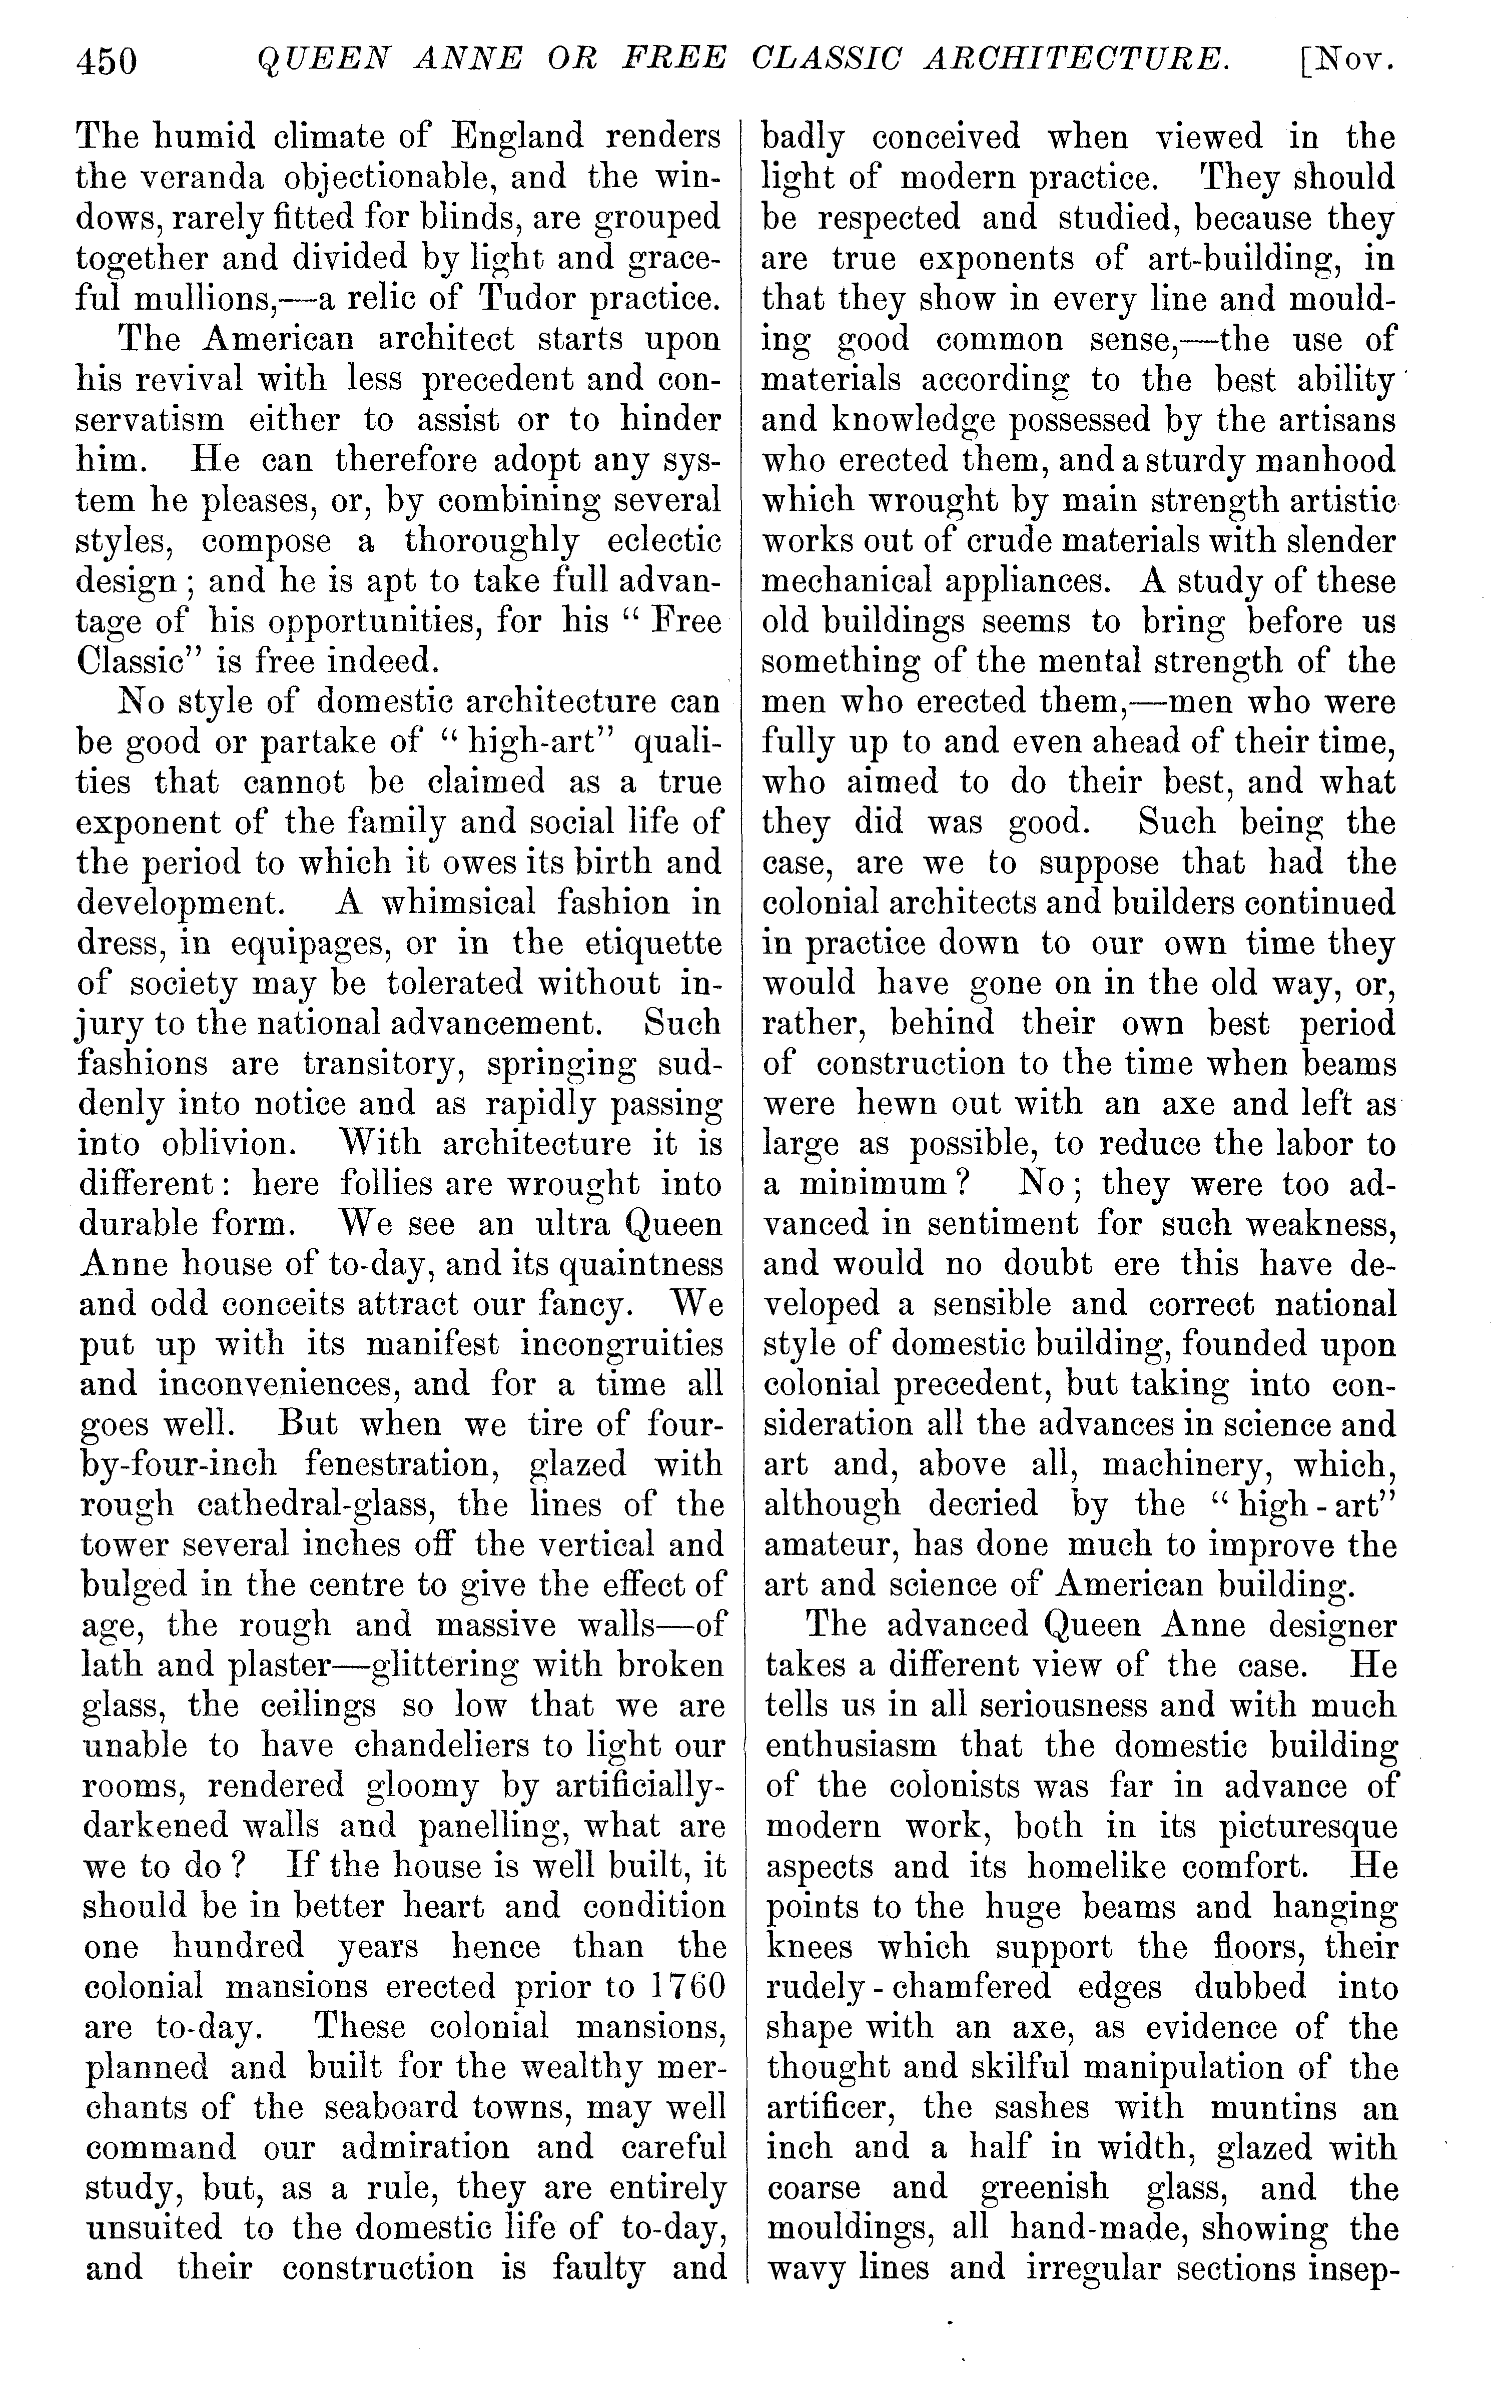 450 QUEEN ANNE OR FREE CLASSIC ARCHITECTURE. [Nov.
The humid climate of England renders
the veranda objectionable, and the win-
dows, rarely fitted for blinds, are grouped
together and divided by light and grace-
ful mullions,—a relic of Tudor practice.
The American architect starts upon
his revival with less precedent and con-
servatism either to assist or to hinder
him. He can therefore adopt any sys-
tem he pleases, or, by combining several
styles, compose a thoroughly eclectic
design ; and he is apt to take full advan-
tage of his opportunities, for his “ Free
Classic” is free indeed.
No style of domestic architecture can
be good or partake of “ high-art” quali-
ties that cannot be claimed as a true
exponent of the family and social life of
the period to which it owes its birth and
development. A whimsical fashion in
dress, in equipages, or in the etiquette
of society may be tolerated without in-
jury to the national advancement. Such
fashions are transitory, springing sud-
denly into notice and as rapidly passing
into oblivion. With architecture it is
different : here follies are wrought into
durable form. We see an ultra Queen
Anne house of to-day, and its quaintness
and odd conceits attract our fancy. We
put up with its manifest incongruities
and inconveniences, and for a time all
goes well. But when we tire of four-
by-four-inch fenestration, glazed with
rough cathedral-glass, the lines of the
tower several inches off the vertical and
bulged in the centre to give the effect of
age, the rough and massive walls—of
lath and plaster—glittering with broken
glass, the ceilings so low that we are
unable to have chandeliers to light our
rooms, rendered gloomy by artificially-
darkened walls and panelling, what are
we to do ? If the house is well built, it
should be in better heart and condition
one hundred years hence than the
colonial mansions erected prior to 1760
are to-day. These colonial mansions,
planned and built for the wealthy mer-
chants of the seaboard towns, may well
command our admiration and careful
study, but, as a rule, they are entirely
unsuited to the domestic life of to-day,
and their construction is faulty and
badly conceived when viewed in the
light of modern practice. They should
be respected and studied, because they
are true exponents of art-building, in
that they show in every line and mould-
ing good common sense,—the use of
materials according to the best ability
and knowledge possessed by the artisans
who erected them, and a sturdy manhood
which wrought by main strength artistic
works out of crude materials with slender
mechanical appliances. A study of these
old buildings seems to bring before us
something of the mental strength of the
men who erected them,—men who were
fully up to and even ahead of their time,
who aimed to do their best, and what
they did was good. Such being the
case, are we to suppose that had the
colonial architects and builders continued
in practice down to our own time they
would have gone on in the old way, or,
rather, behind their own best period
of construction to the time when beams
were hewn out with an axe and left as
large as possible, to reduce the labor to
a minimum ? No ; they were too ad-
vanced in sentiment for such weakness,
and would no doubt ere this have de-
veloped a sensible and correct national
style of domestic building, founded upon
colonial precedent, but taking into con-
sideration all the advances in science and
art and, above all, machinery, which,
although decried by the “ high-art”
amateur, has done much to improve the
art and science of American building.
The advanced Queen Anne designer
takes a different view of the case. He
tells us in all seriousness and with much
enthusiasm that the domestic building
of the colonists was far in advance of
modern work, both in its picturesque
aspects and its homelike comfort. He
points to the huge beams and hanging
knees which support the floors, their
rudely-chamfered edges dubbed into
shape with an axe, as evidence of the
thought and skilful manipulation of the
artificer, the sashes with muntins an
inch and a half in width, glazed with
coarse and greenish glass, and the
mouldings, all hand-made, showing the
wavy lines and irregular sections insep-